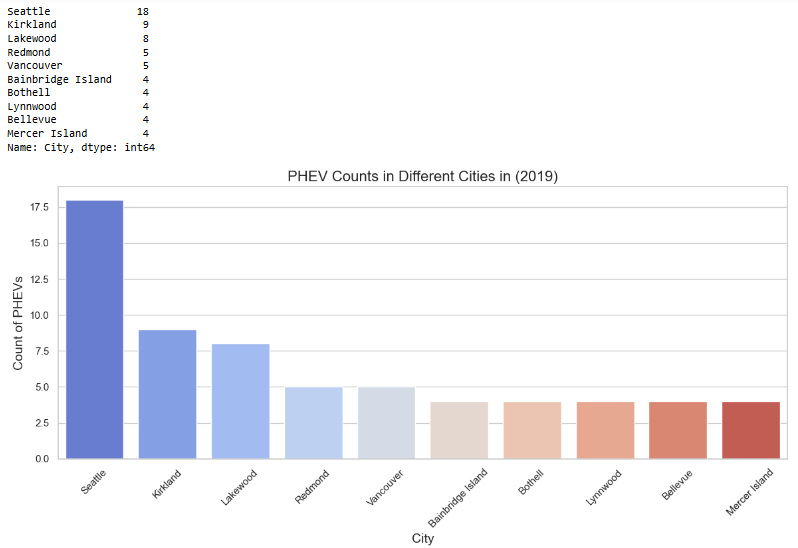 Seattle 18
Kirkland 9
Lakewood 8
Redmond 5
Vancouver 5
Bainbridge Island 4
Bothell 4
Lynnwood 4
Bellevue 4
Mercer Island 4
Name: City, dtype: int64
PHEV Counts in Different Cities in (2019)
Count of PHEVs
17.5
15.0
12.5
10.0
7.5
5.0
2.5
0.0
Seattle
Kirkland
Lakewood
Redmond
Vancouver
Bainbridge Island
Bothell
Lynnwood
Bellevue
Mercer Island
City